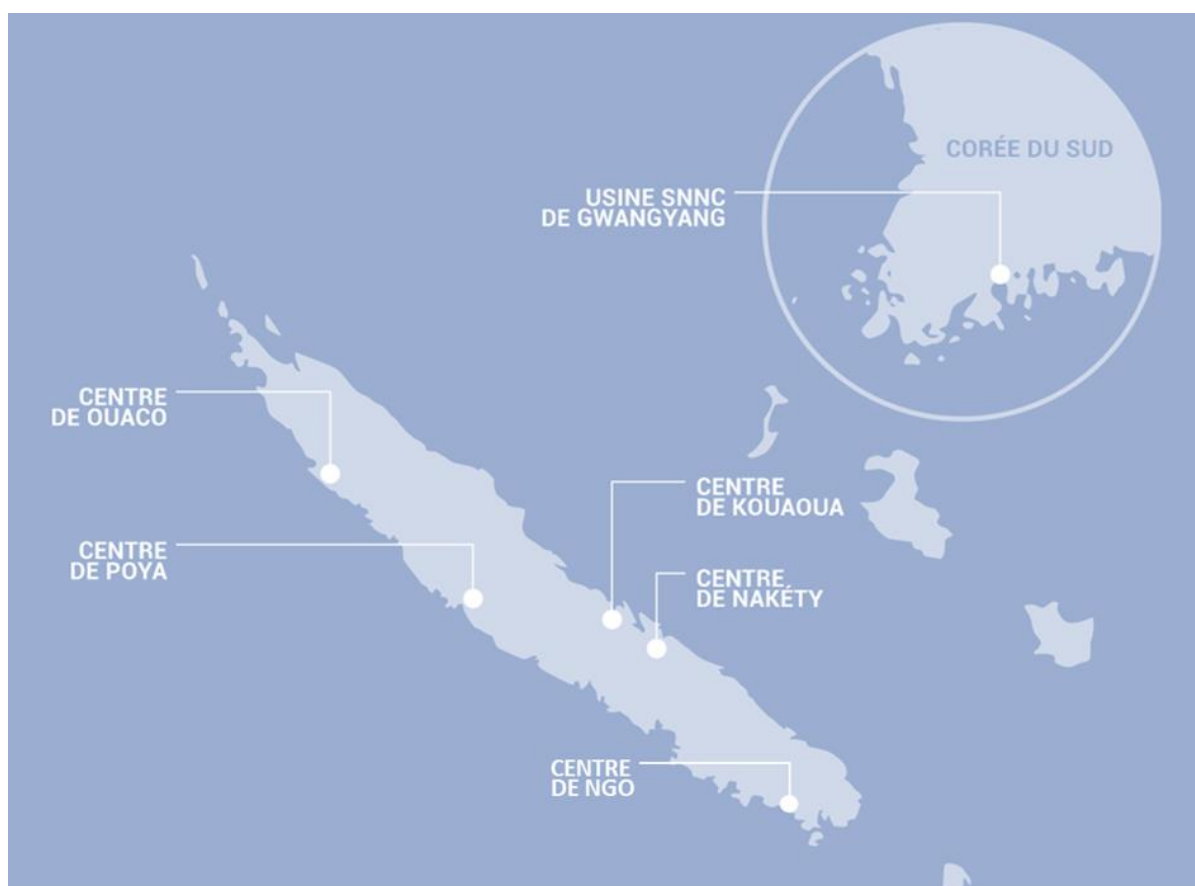 CORÉE DU SUD
USINE SNNC
DE GWANGYANG
CENTRE
DE OUACO
CENTRE
DE KOUAOUA
CENTRE
DE POYA
CENTRE
DE NAKÉTY
CENTRE
DE NGO